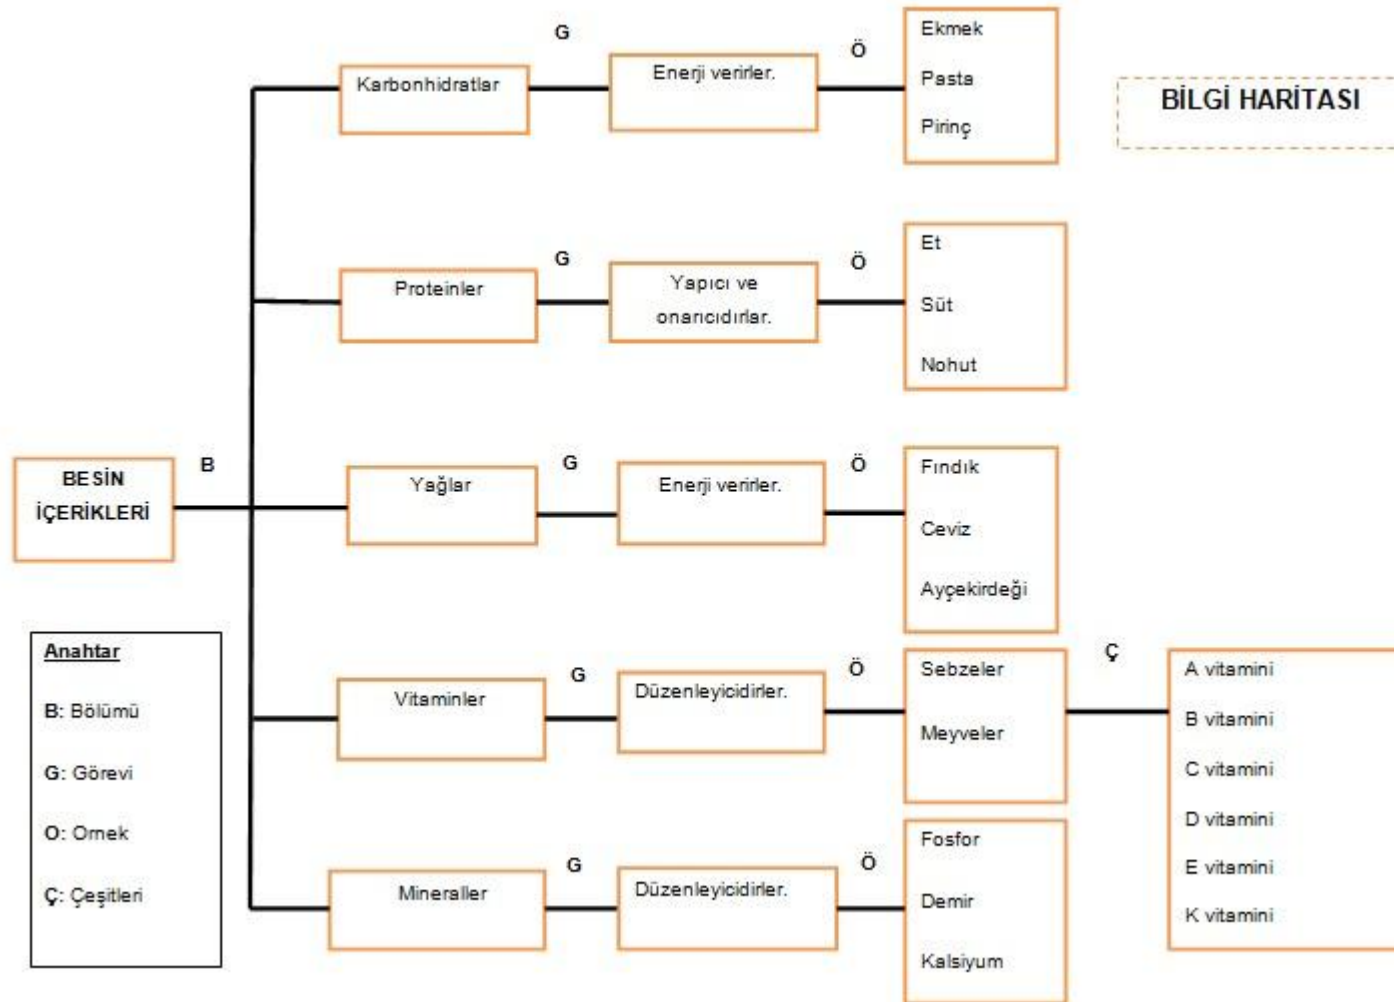 BİLGİ HARİTASI
Karbonhidratlar
G
Enerji verirler.
Ö
Ekmek
Pasta
Pirinç
Proteinler
G
Yapıcı ve
onarıcıdırlar.
Ö
Et
Süt
Nohut
BESİN
İÇERİKLERİ
B
Yağlar
G
Enerji verirler.
Ö
Fındık
Ceviz
Ayçekirdeği
Vitaminler
G
Düzenleyicidirler.
Ö
Sebzeler
Meyveler
Ç
A vitamini
B vitamini
C vitamini
D vitamini
E vitamini
K vitamini
Mineraller
G
Düzenleyicidirler.
Ö
Fosfor
Demir
Kalsiyum
Anahtar
B: Bölümü
G: Görevi
O: Ornek
Ç: Çeşitleri